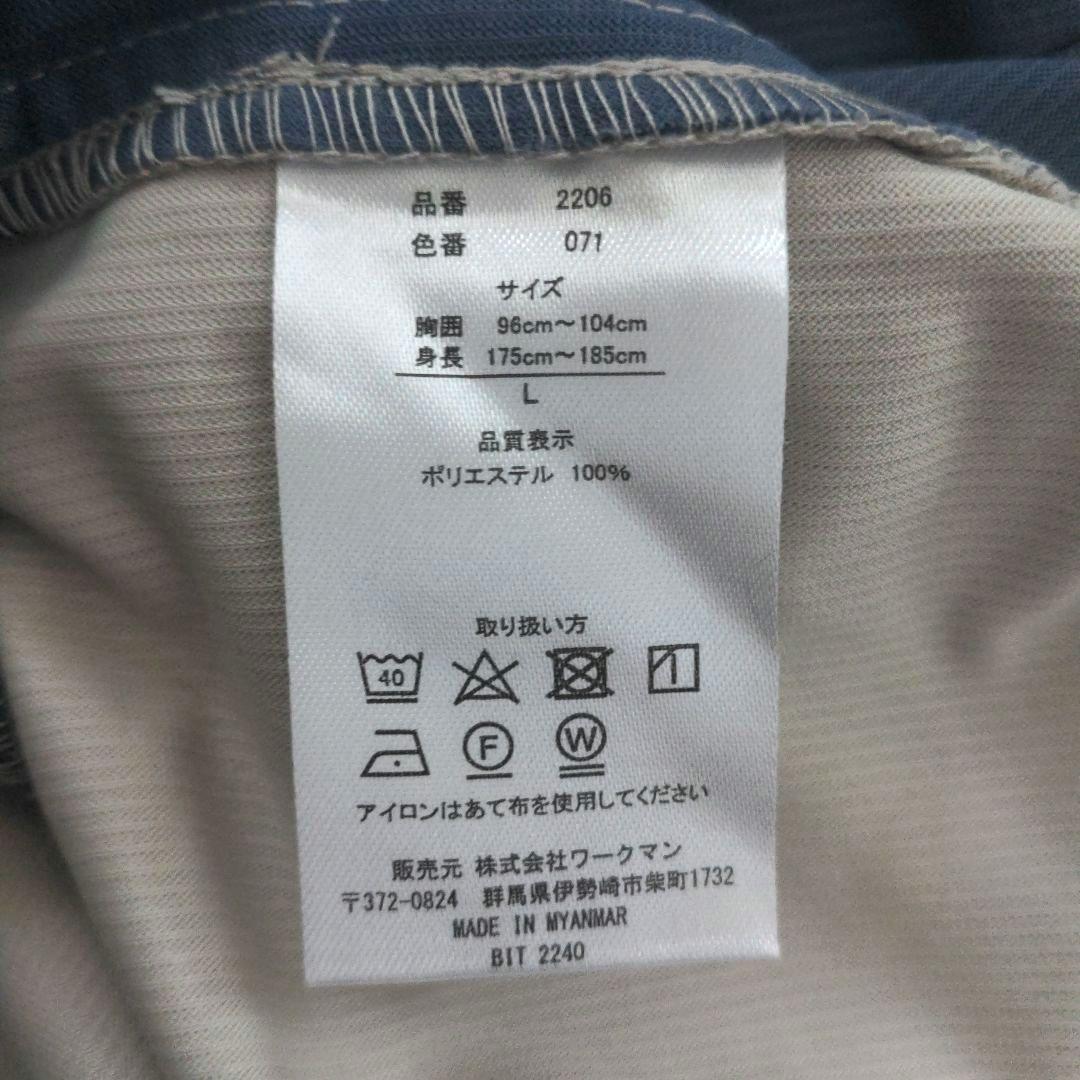 品番 2206
色番 071
サイズ
胸囲 96cm～104cm
身長 175cm～185cm
L
品質表示
ポリエステル 100%
取り扱い方
40
F W
アイロンはあて布を使用してください
販売元 株式会社ワークマン
〒372-0824 群馬県伊勢崎市柴町1732
MADE IN MYANMAR
BIT 2240